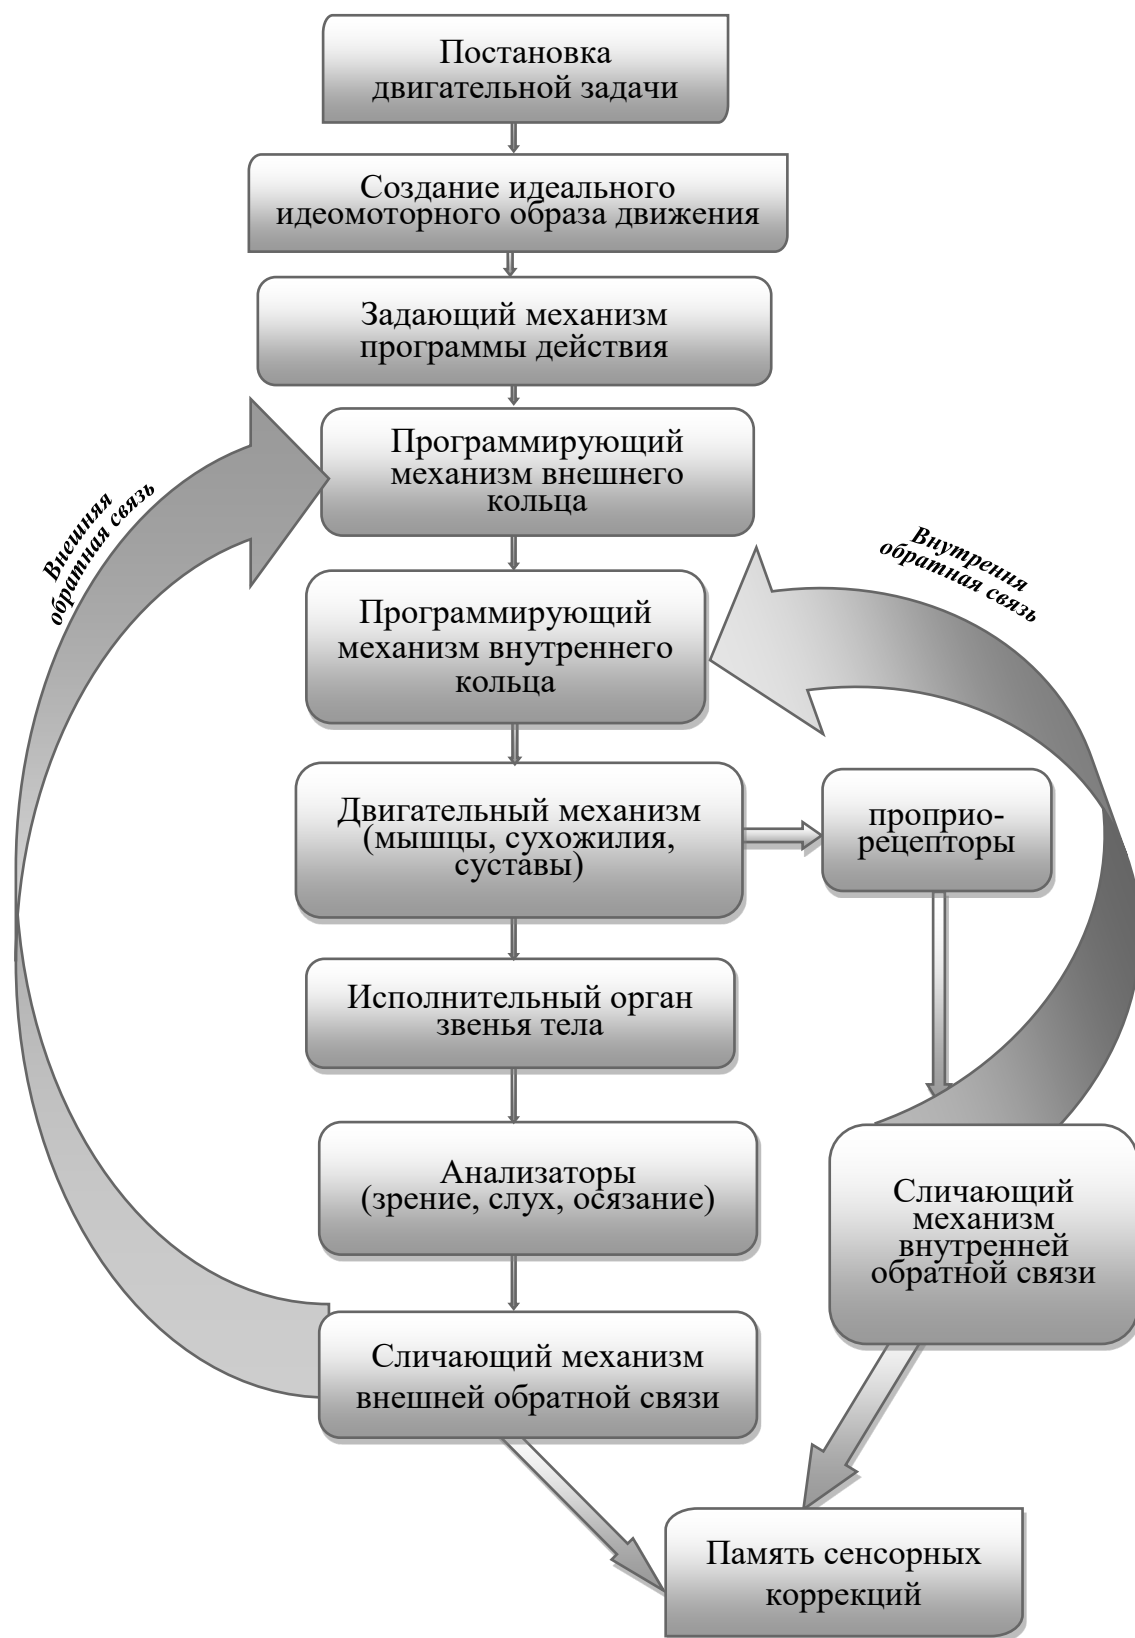 Постановка
двигательной задачи
Создание идеального
идеомоторного образа движения
Задающий механизм
программы действия
Программирующий
механизм внешнего
кольца
Внешняя
обратная связь
Внутрення
обратная связь
Программирующий
механизм внутреннего
кольца
Двигательный механизм
(мышцы, сухожилия,
суставы)
проприо-
рецепторы
Исполнительный орган
звенья тела
Анализаторы
(зрение, слух, осязание)
Сличающий
механизм
внутренней
обратной связи
Сличающий механизм
внешней обратной связи
Память сенсорных
коррекций